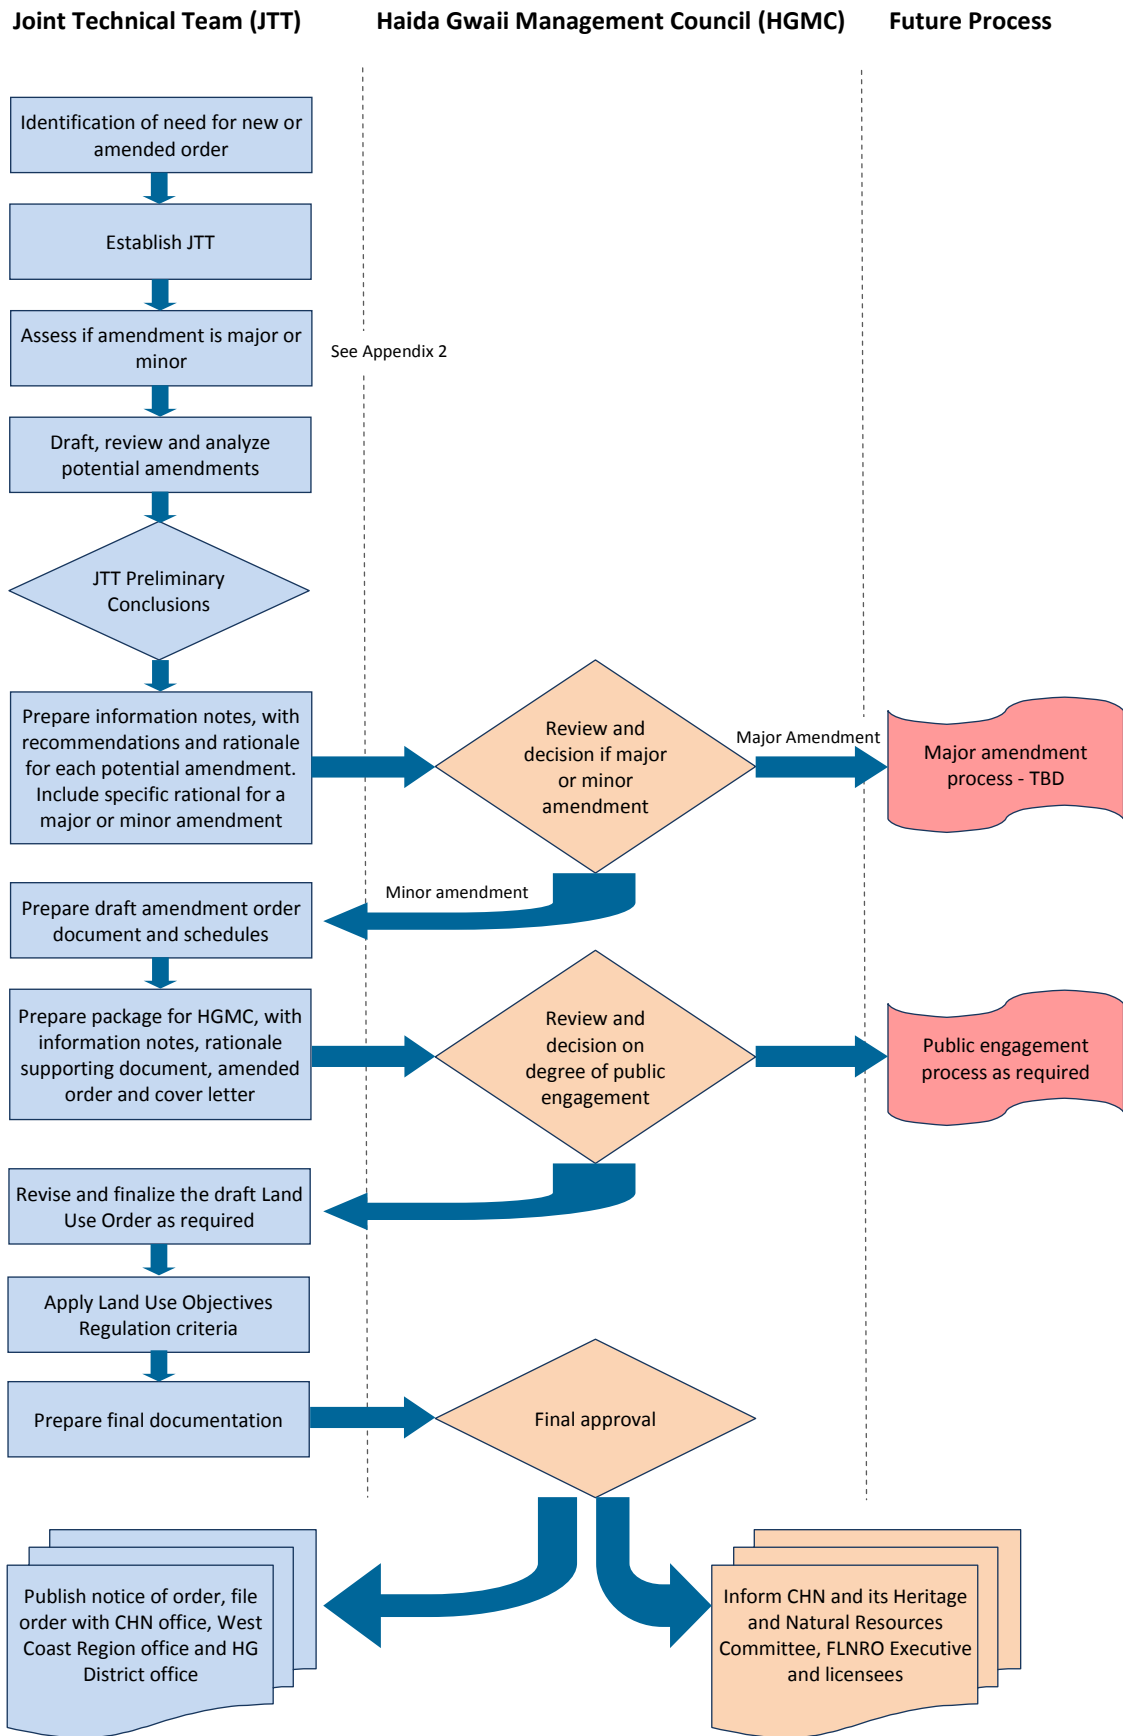 Joint Technical Team (JTT)
Haida Gwaii Management Council (HGMC)
Future Process
Identification of need for new or
amended order
Establish JTT
Assess if amendment is major or
minor
See Appendix 2
Draft, review and analyze
potential amendments
JTT Preliminary
Conclusions
Prepare information notes, with
recommendations and rationale
for each potential amendment.
Include specific rational for a
major or minor amendment
Review and
decision if major
or minor
amendment
Major Amendment
Major amendment
process - TBD
Minor amendment
Prepare draft amendment order
document and schedules
Prepare package for HGMC, with
information notes, rationale
supporting document, amended
order and cover letter
Review and
decision on
degree of public
engagement
Public engagement
process as required
Revise and finalize the draft Land
Use Order as required
Apply Land Use Objectives
Regulation criteria
Prepare final documentation
Final approval
Publish notice of order, file
order with CHN office, West
Coast Region office and HG
District office
Inform CHN and its Heritage
and Natural Resources
Committee, FLNRO Executive
and licensees